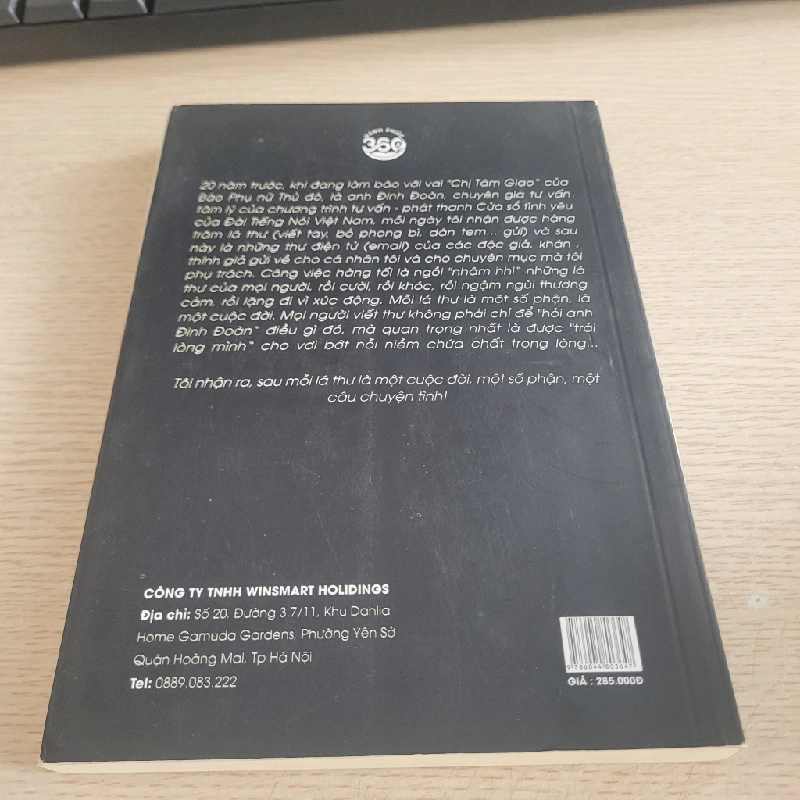 HẠNH PHÚC
360
20 năm trước, khi đang làm báo với vai "Chị Tâm Giao" của
Báo Phụ nữ Thủ đô, là anh Đinh Đoàn, chuyên gia tư vấn
tâm lý của chương trình tư vấn - phát thanh Cửa sổ tình yêu
của Đài Tiếng Nói Việt Nam, mỗi ngày tôi nhận được hàng
trăm lá thư (viết tay, bỏ phong bì, dán tem... gửi) và sau
này là những thư điện tử (email) của các độc giả, khán ,
thính giả gửi về cho cá nhân tôi và cho chuyên mục mà tôi
phụ trách. Công việc hàng tối là ngồi "nhâm nhi" những lá
thư của mọi người, rồi cười, rồi khóc, rồi ngậm ngùi thương
cảm, rồi lặng đi vì xúc động. Mỗi lá thư là một số phận, là
một cuộc đời. Mọi người viết thư không phải chỉ để "hỏi anh
Đinh Đoàn" điều gì đó, mà quan trọng nhất là được "trải
lòng mình" cho vơi bớt nỗi niềm chứa chất trong lòng...
Tôi nhận ra, sau mỗi lá thư là một cuộc đời, một số phận, một
câu chuyện tình!
CÔNG TY TNHH WINSMART HOLIDINGS
Địa chỉ: Số 20, Đường 3.7/11, Khu Dahlia
Home Gamuda Gardens, Phường Yên Sở
Quận Hoàng Mai, Tp Hà Nội
Tel: 0889.083.222
GIÁ : 285.000Đ